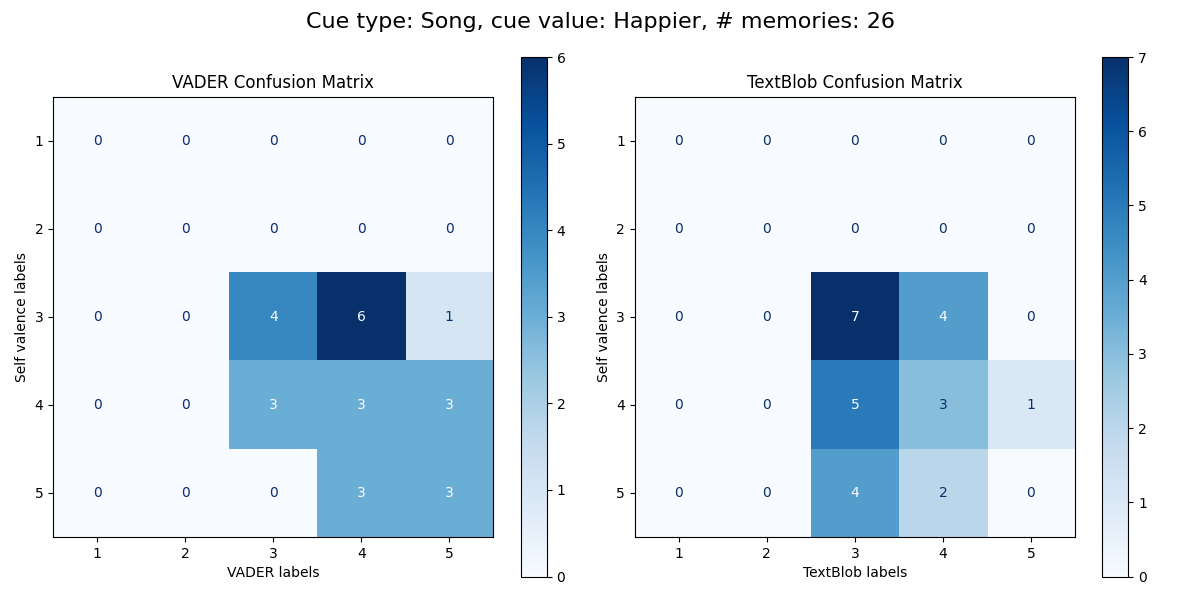 Cue type: Song, cue value: Happier, # memories: 26
VADER Confusion Matrix
Self valence labels
1 0 0 0 0 0
2 0 0 0 0 0
3 0 0 4 6 1
4 0 0 3 3 3
5 0 0 0 3 3
1 2 3 4 5
VADER labels
6
5
4
3
2
1
0
TextBlob Confusion Matrix
Self valence labels
1 0 0 0 0 0
2 0 0 0 0 0
3 0 0 7 4 0
4 0 0 5 3 1
5 0 0 4 2 0
1 2 3 4 5
TextBlob labels
7
6
5
4
3
2
1
0